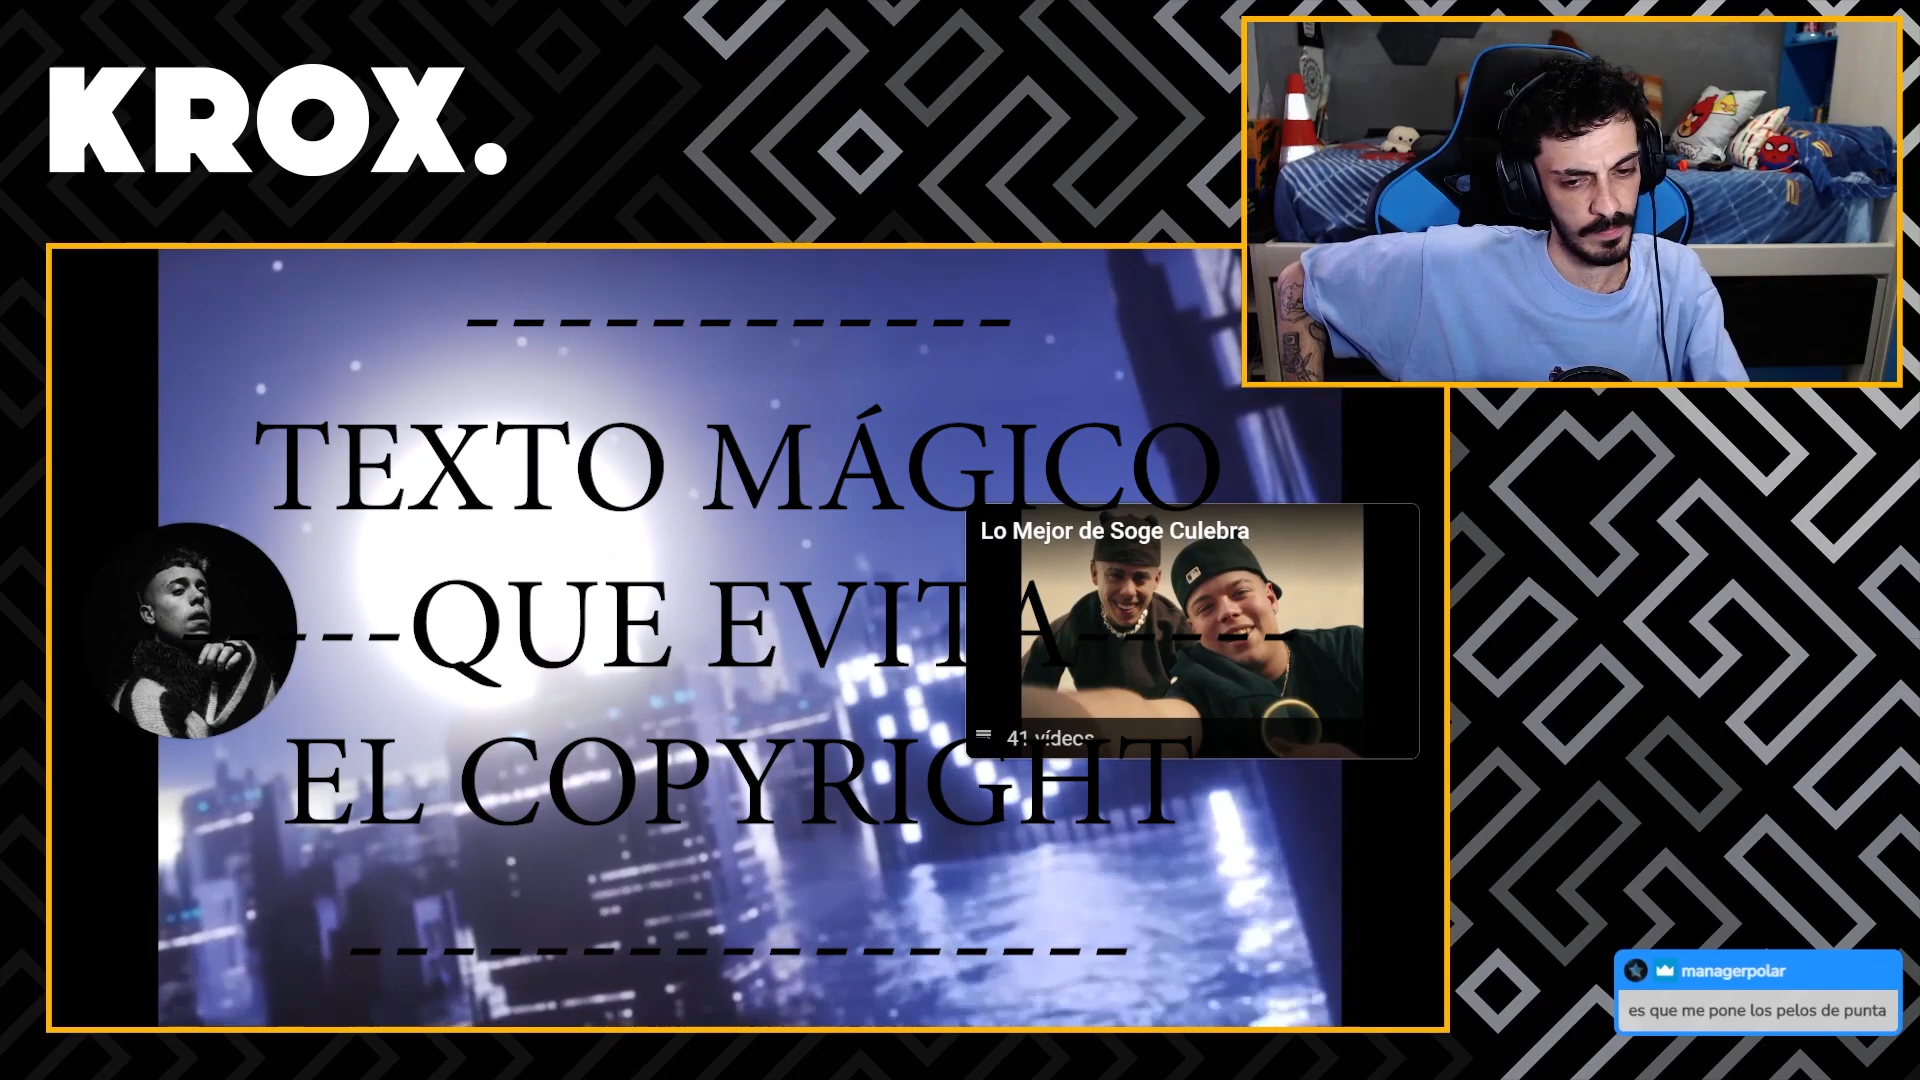 KROX.
TEXTO MÁGICO
QUE EVITA
EL COPYRIGHT
Lo Mejor de Soge Culebra
41 vídeos
managerpolar
es que me pone los pelos de punta